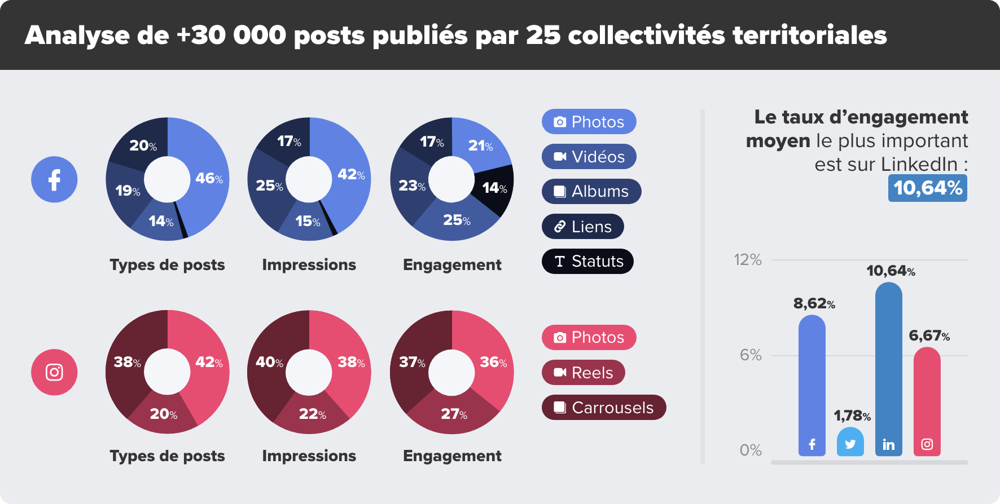 Analyse de +30 000 posts publiés par 25 collectivités territoriales
20%
46%
19%
14%
Types de posts
17%
42%
25%
15%
Impressions
17%
21%
23%
14%
25%
Engagement
Photos
Vidéos
Albums
Liens
T Statuts
38%
42%
20%
Types de posts
40%
38%
22%
Impressions
37%
36%
27%
Engagement
Photos
Reels
Carrousels
Le taux d’engagement
moyen le plus important
est sur LinkedIn :
10,64%
12%
6%
0%
8,62%
1,78%
10,64%
6,67%
f
in